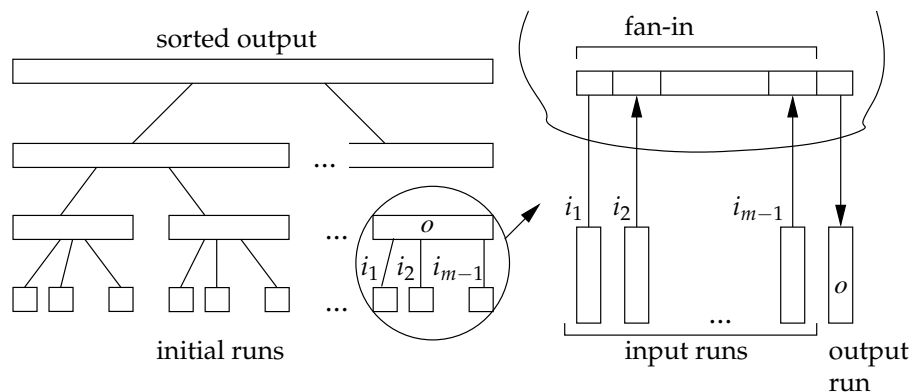 sorted output
...
...
o
i1 i2 im−1
...
initial runs
fan-in
i1 i2 im−1
...
o
input runs
output
run